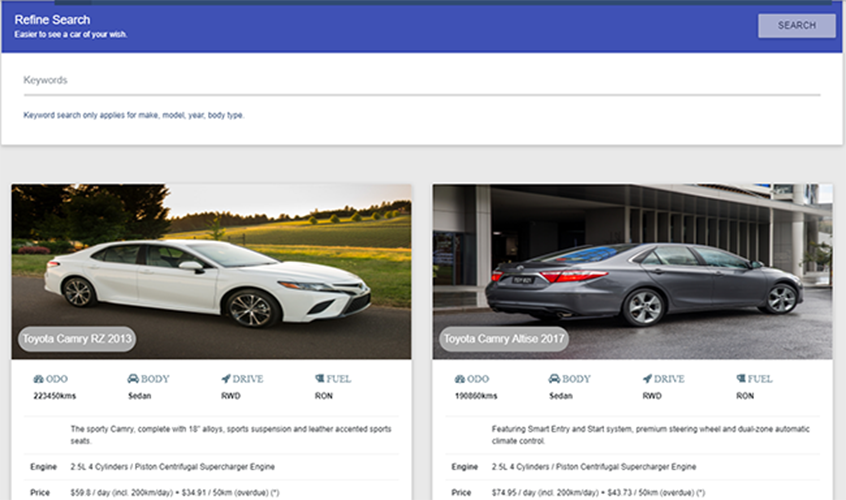 Refine Search
Easier to see a car of your wish.
SEARCH
Keywords
Keyword search only applies for make, model, year, body type.
Toyota Camry RZ 2013
ODO BODY DRIVE FUEL
223450kms Sedan RWD RON
The sporty Camry, complete with 18" alloys, sports suspension and leather accented sports
seats.
Engine 2.5L 4 Cylinders / Piston Centrifugal Supercharger Engine
Price $59.8 / day (incl. 200km/day) + $34.91 / 50km (overdue) (*)
Toyota Camry Altise 2017
ODO BODY DRIVE FUEL
190860kms Sedan RWD RON
Featuring Smart Entry and Start system, premium steering wheel and dual-zone automatic
climate control.
Engine 2.5L 4 Cylinders / Piston Centrifugal Supercharger Engine
Price $74.95 / day (incl. 200km/day) + $43.73 / 50km (overdue) (*)